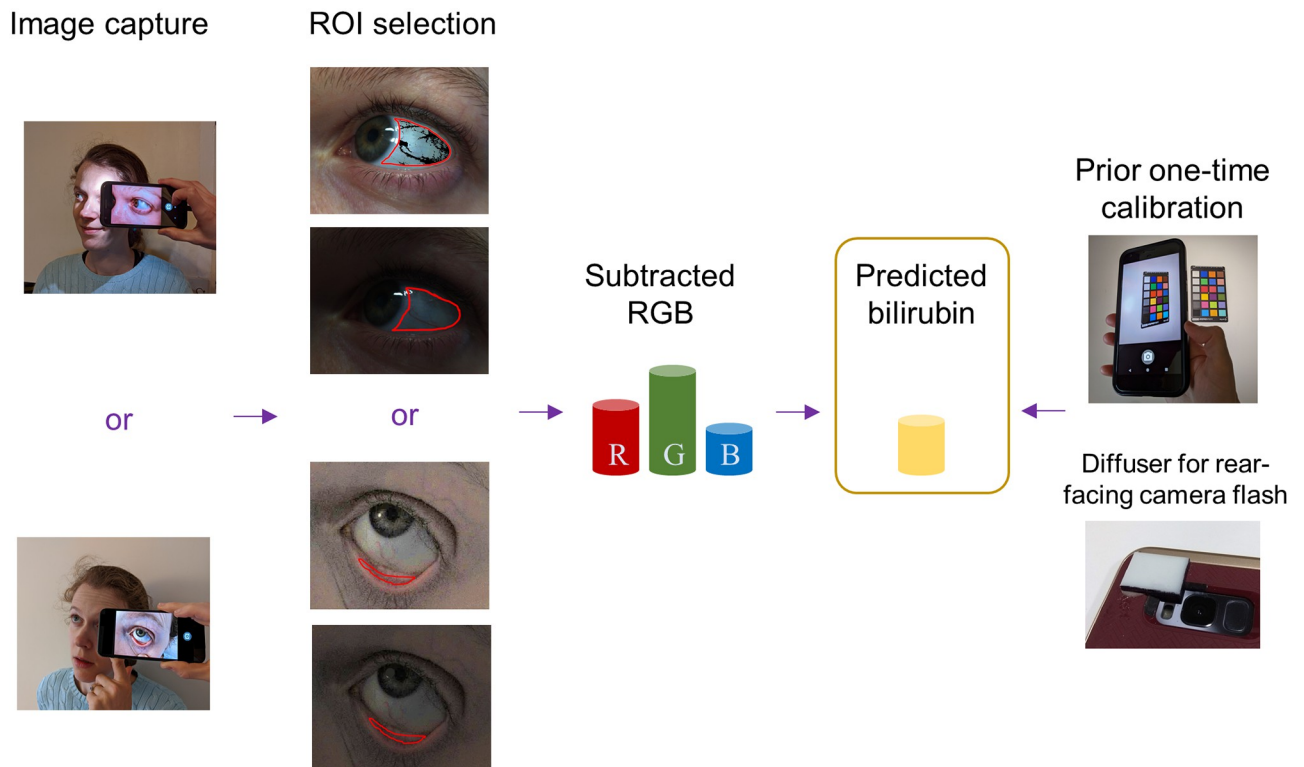 Image capture
ROI selection
or
or
Subtracted
RGB
R G B
Predicted
bilirubin
Prior one-time
calibration
Diffuser for rear-
facing camera flash